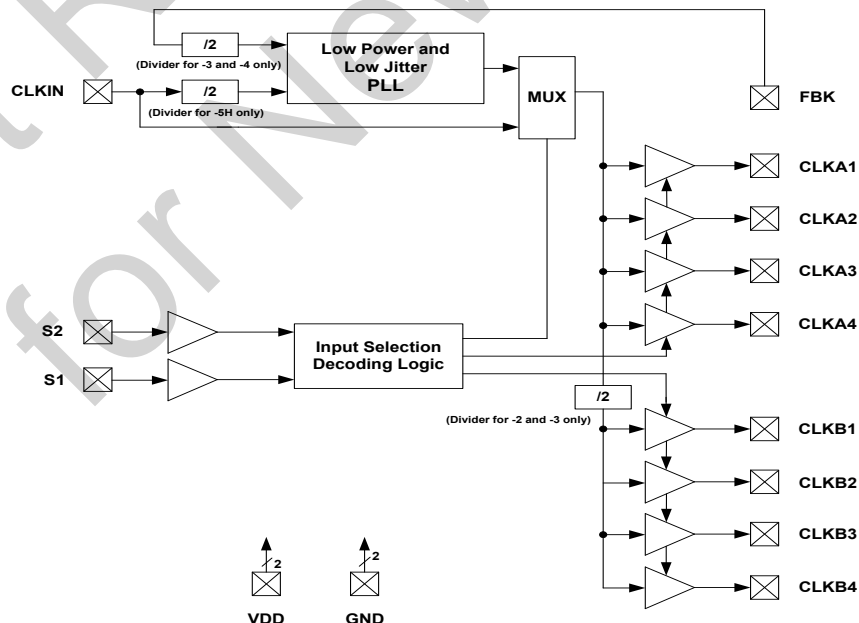 /2
(Divider for -3 and -4 only)
Low Power and
Low Jitter
PLL
CLKIN
/2
(Divider for -5H only)
MUX
FBK
CLKA1
CLKA2
CLKA3
CLKA4
S2
S1
Input Selection
Decoding Logic
/2
(Divider for -2 and -3 only)
CLKB1
CLKB2
CLKB3
CLKB4
2
2
VDD
GND
for New